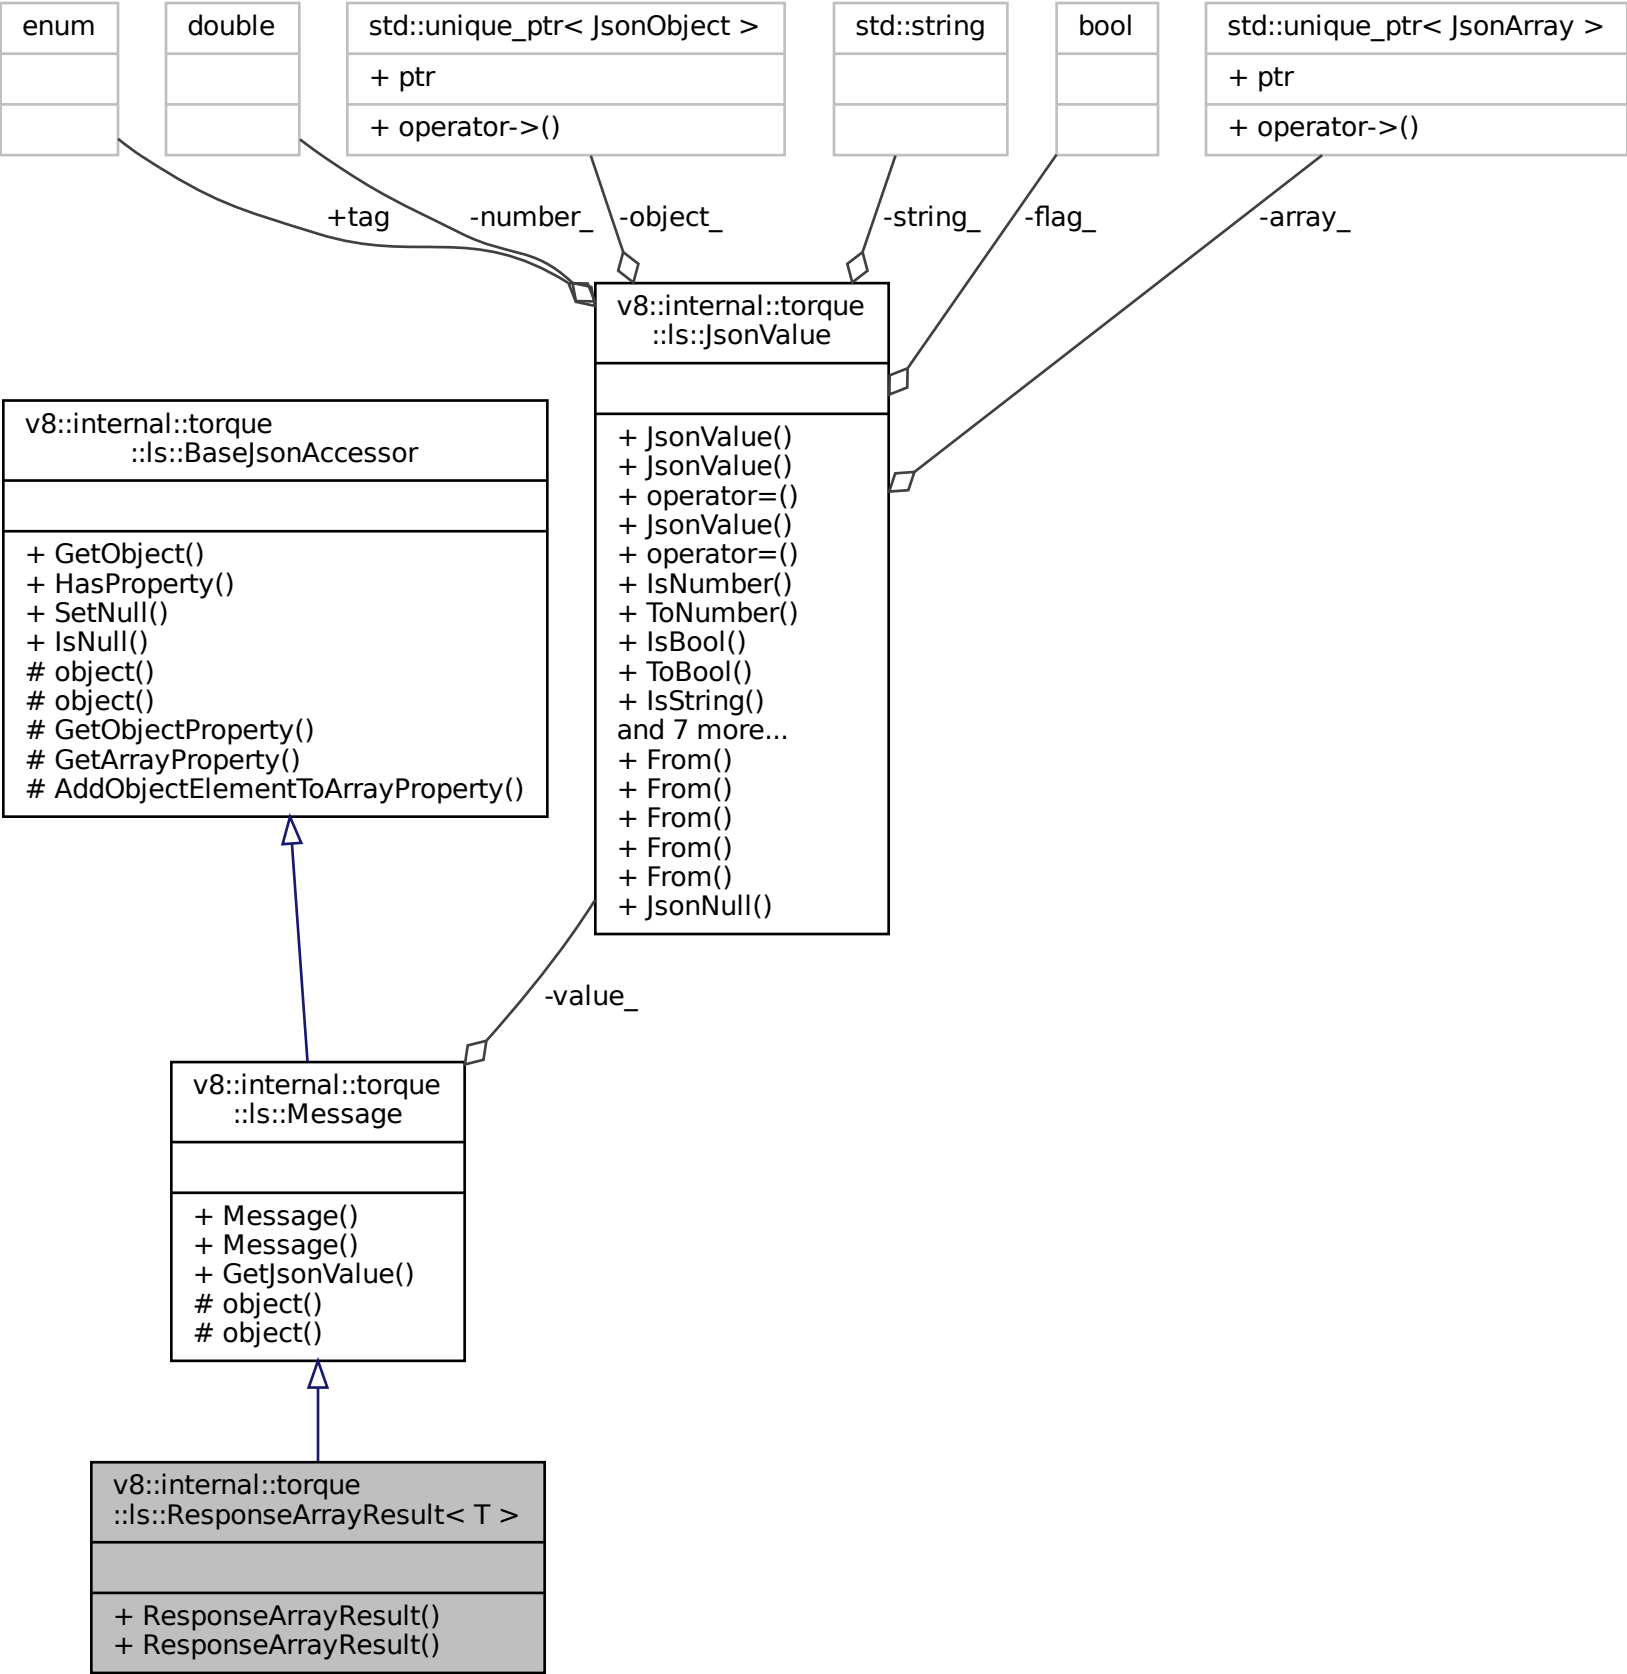 enum
double
std::unique_ptr< JsonObject >
+ ptr
+ operator->()
std::string
bool
std::unique_ptr< JsonArray >
+ ptr
+ operator->()
+tag
-number_
-object_
-string_
-flag_
-array_
v8::internal::torque
::ls::JsonValue
+ JsonValue()
+ JsonValue()
+ operator=()
+ JsonValue()
+ operator=()
+ IsNumber()
+ ToNumber()
+ IsBool()
+ ToBool()
+ IsString()
and 7 more...
+ From()
+ From()
+ From()
+ From()
+ From()
+ JsonNull()
v8::internal::torque
::ls::BaseJsonAccessor
+ GetObject()
+ HasProperty()
+ SetNull()
+ IsNull()
# object()
# object()
# GetObjectProperty()
# GetArrayProperty()
# AddObjectElementToArrayProperty()
-value_
v8::internal::torque
::ls::Message
+ Message()
+ Message()
+ GetJsonValue()
# object()
# object()
v8::internal::torque
::ls::ResponseArrayResult< T >
+ ResponseArrayResult()
+ ResponseArrayResult()